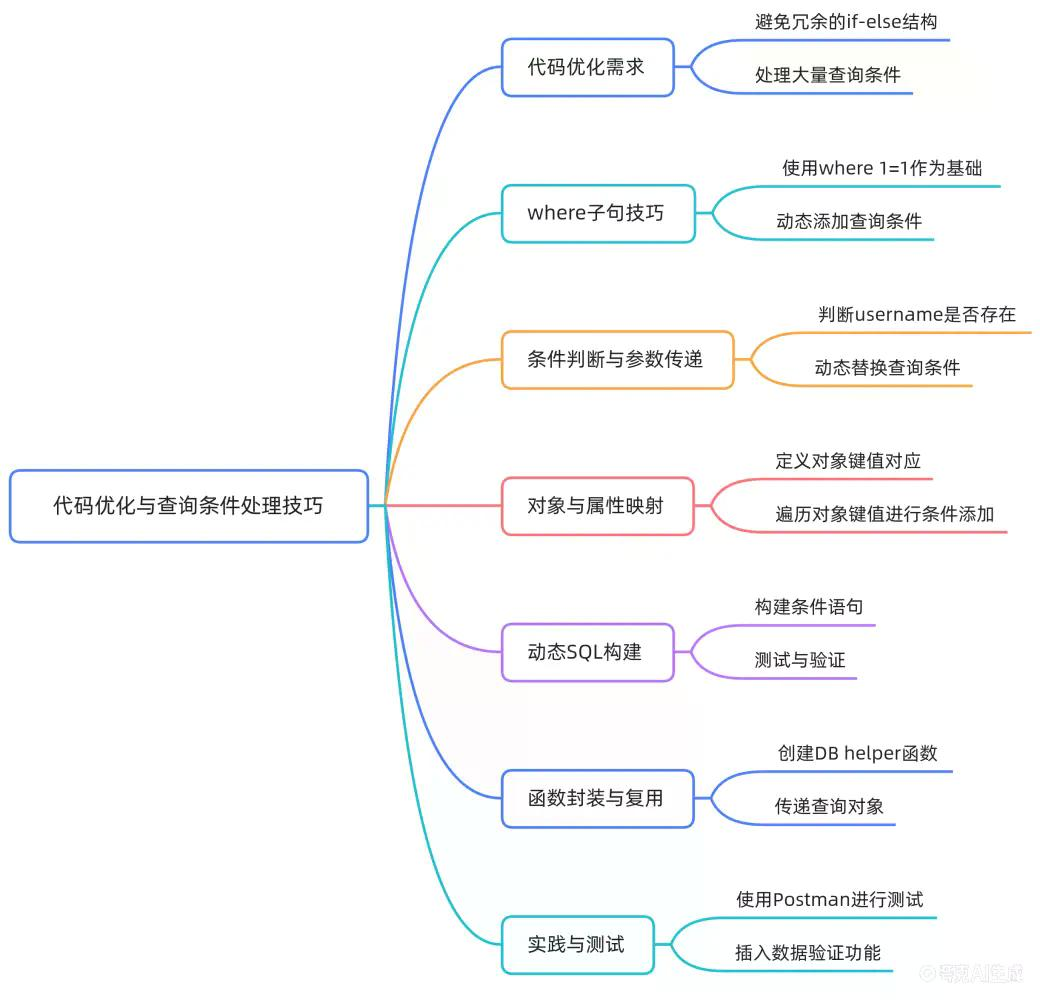 代码优化与查询条件处理技巧
代码优化需求
避免冗余的if-else结构
处理大量查询条件
where子句技巧
使用where 1=1作为基础
动态添加查询条件
条件判断与参数传递
判断username是否存在
动态替换查询条件
对象与属性映射
定义对象键值对应
遍历对象键值进行条件添加
动态SQL构建
构建条件语句
测试与验证
函数封装与复用
创建DB helper函数
传递查询对象
实践与测试
使用Postman进行测试
插入数据验证功能
夸克AI生成